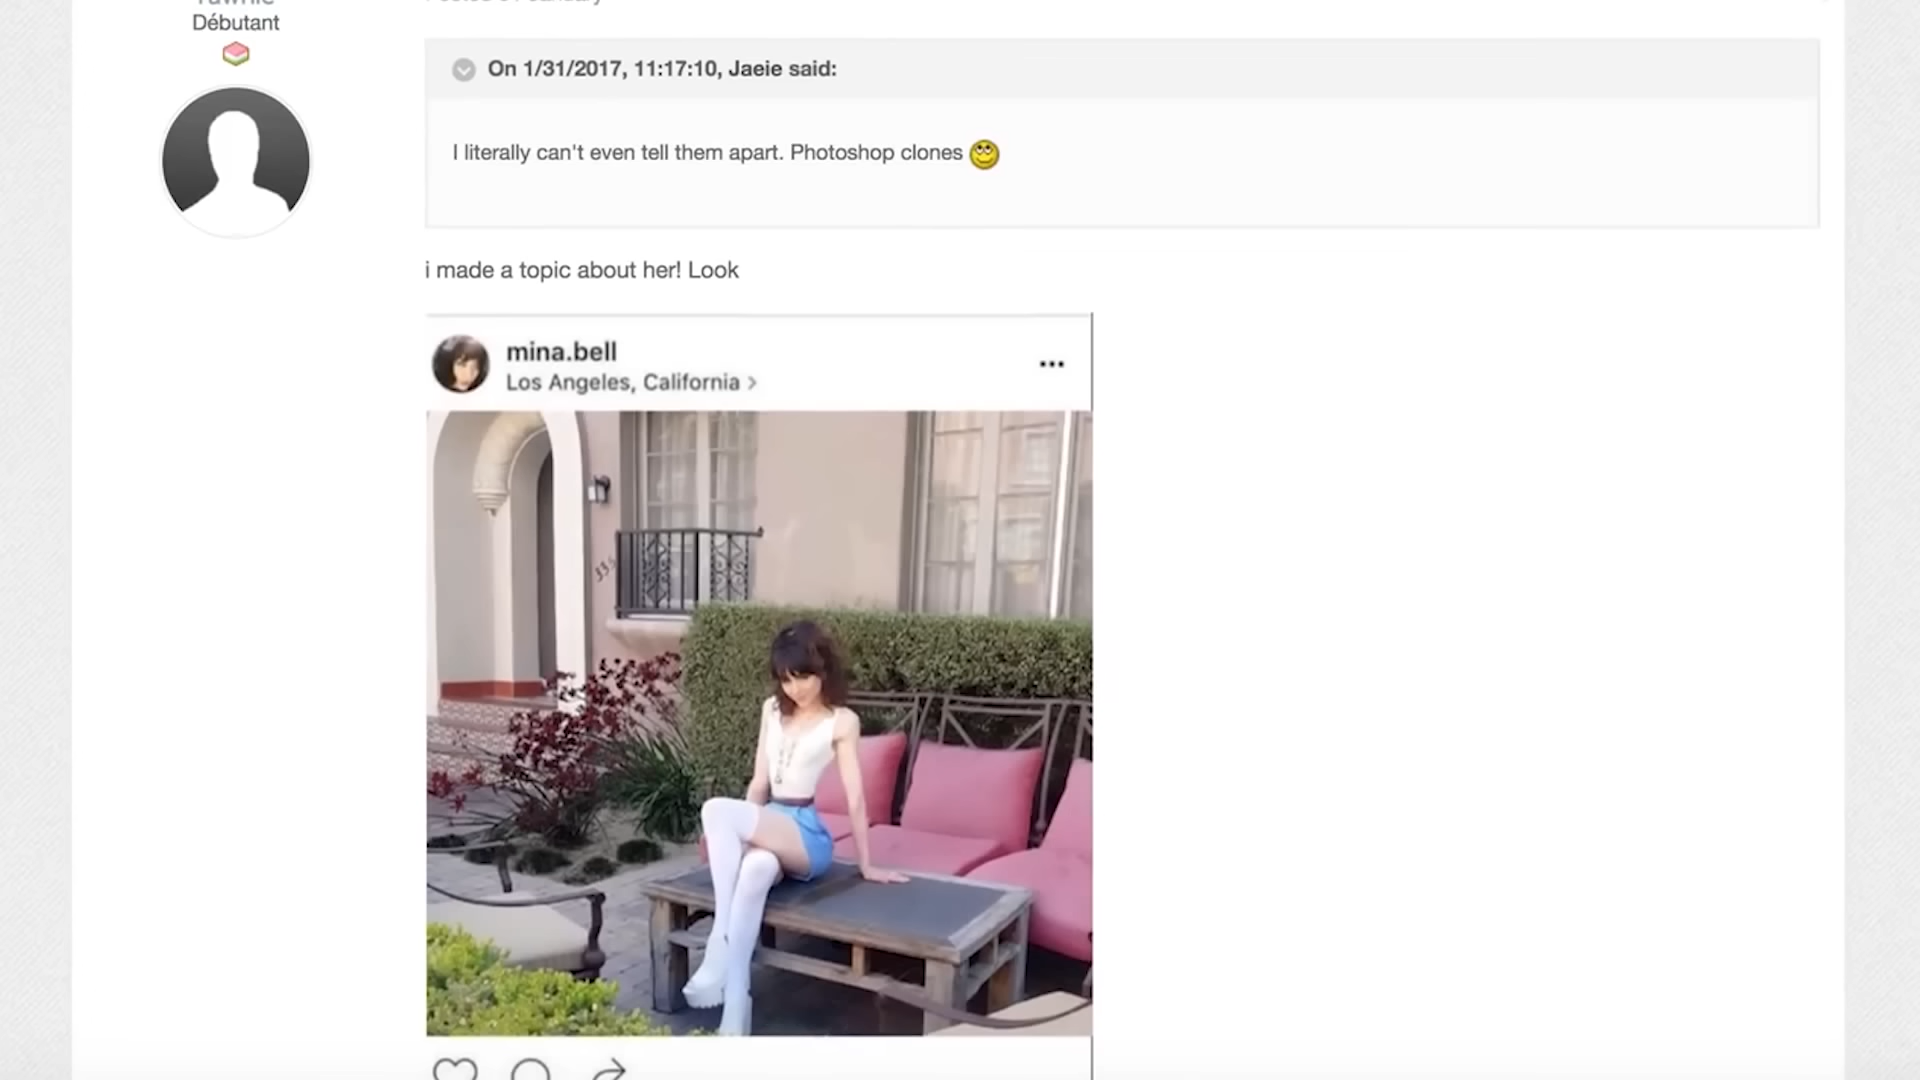 Débutant
On 1/31/2017, 11:17:10, Jaeie said:
I literally can't even tell them apart. Photoshop clones
i made a topic about her! Look
mina.bell
Los Angeles, California >